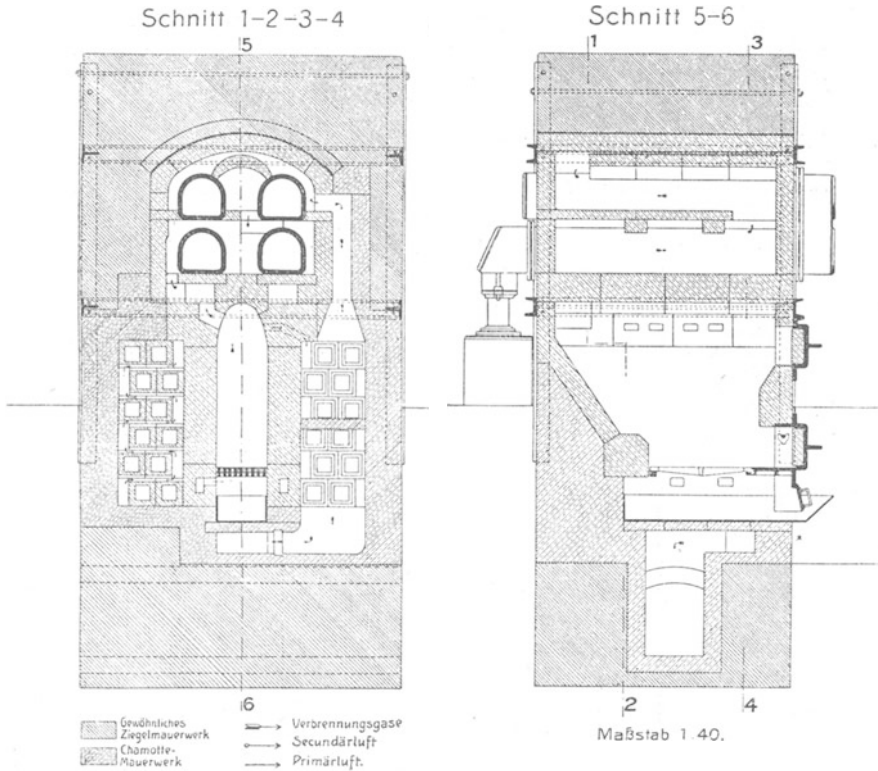 Schnitt 1-2-3-4
5
6
Gewöhnliches
Ziegelmauerwerk
Chamotte-
Mauerwerk
Verbrennungsgase
Secundärluft
Primärluft.
Schnitt 5-6
1
3
2
4
Maßstab 1:40.